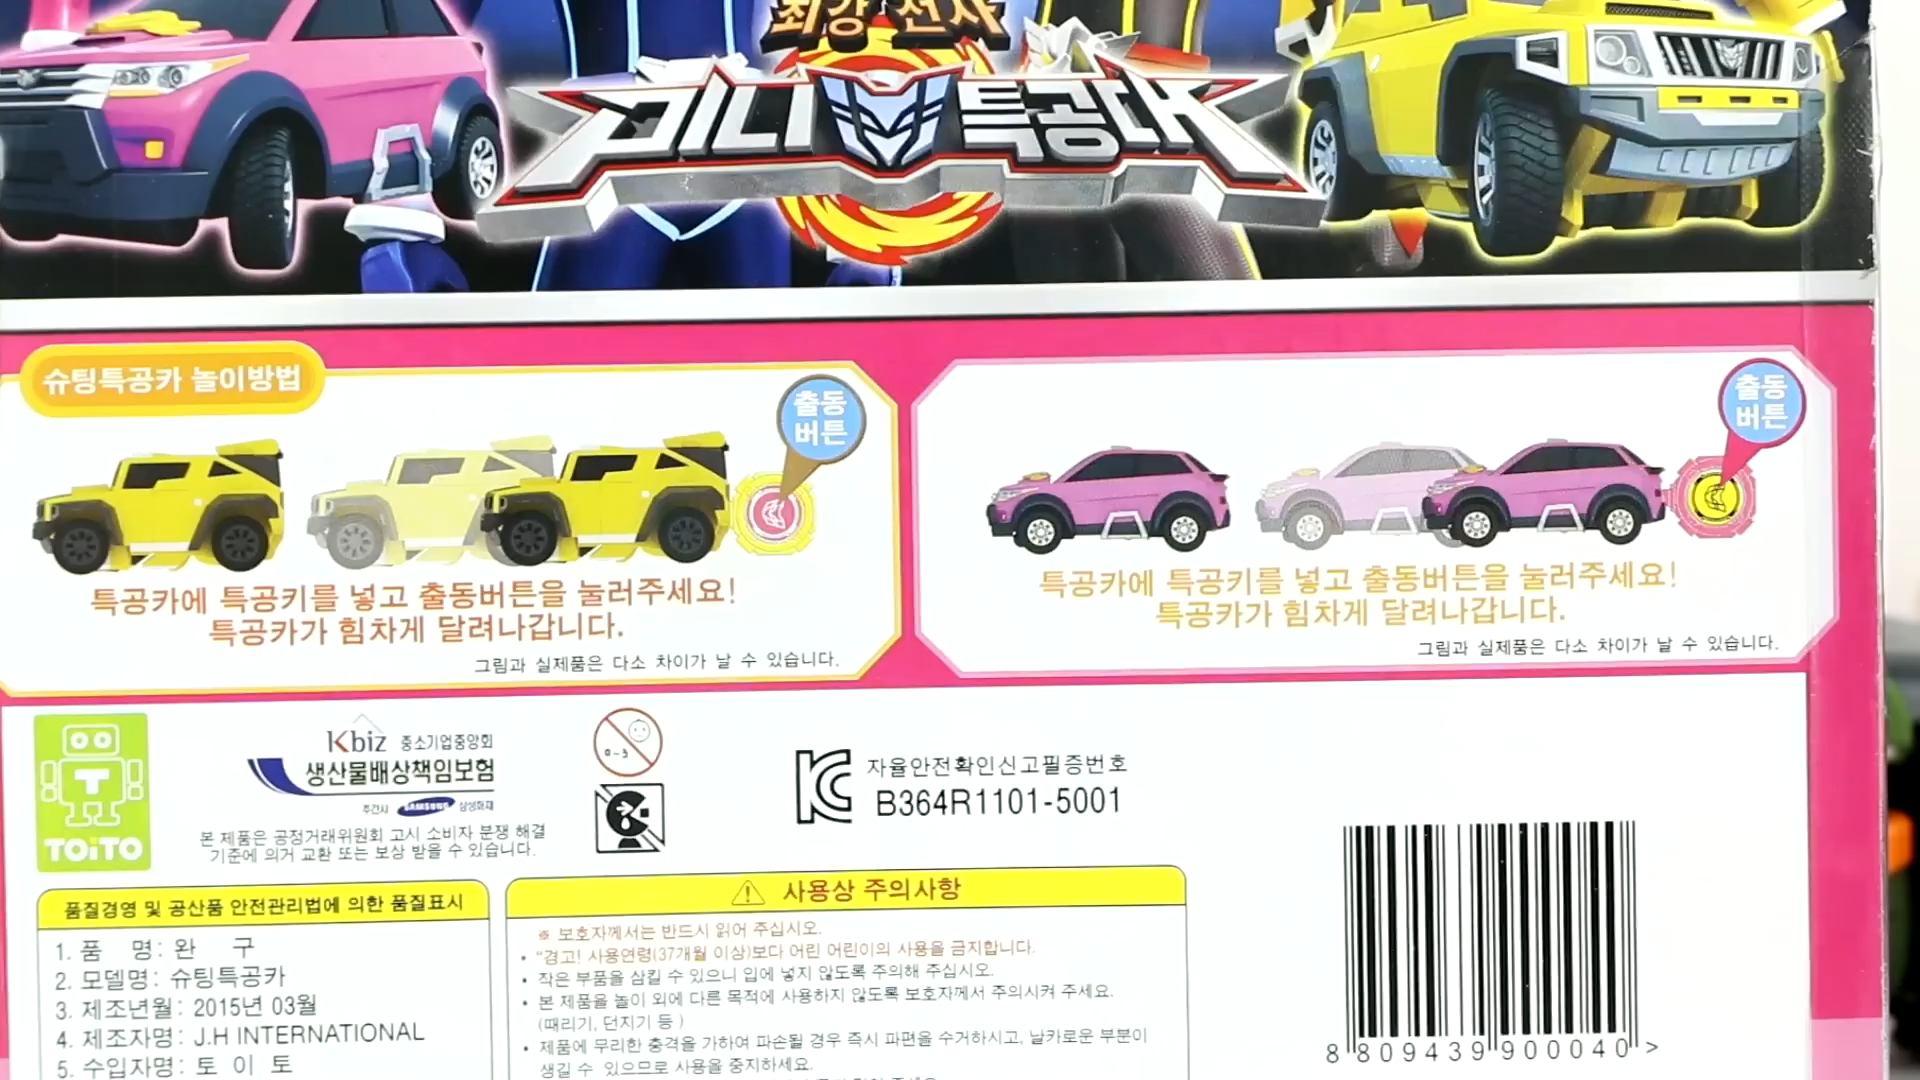 최강전사
미니특공대
슈팅특공카 놀이방법
출동
버튼
특공카에 특공키를 넣고 출동버튼을 눌러주세요!
특공카가 힘차게 달려나갑니다.
그림과 실제품은 다소 차이가 날 수 있습니다.
출동
버튼
특공카에 특공키를 넣고 출동버튼을 눌러주세요!
특공카가 힘차게 달려나갑니다.
그림과 실제품은 다소 차이가 날 수 있습니다.
TOiTO
Kbiz 중소기업중앙회
생산물배상책임보험
주간사 SAMSUNG 삼성화재
본 제품은 공정거래위원회 고시 소비자 분쟁 해결
기준에 의거 교환 또는 보상 받을 수 있습니다.
0-3
자율안전확인신고필증번호
B364R1101-5001
품질경영 및 공산품 안전관리법에 의한 품질표시
1. 품 명: 완 구
2. 모델명: 슈팅특공카
3. 제조년월: 2015년 03월
4. 제조자명: J.H INTERNATIONAL
5. 수입자명: 토 이 토
사용상 주의사항
※ 보호자께서는 반드시 읽어 주십시오.
• "경고! 사용연령(37개월 이상)보다 어린 어린이의 사용을 금지합니다.
• 작은 부품을 삼킬 수 있으니 입에 넣지 않도록 주의해 주십시오.
• 본 제품을 놀이 외에 다른 목적에 사용하지 않도록 보호자께서 주의시켜 주세요.
(때리기, 던지기 등 )
• 제품에 무리한 충격을 가하여 파손될 경우 즉시 파편을 수거하시고, 날카로운 부분이
생길 수 있으므로 사용을 중지하세요.
8 809439 900040 >